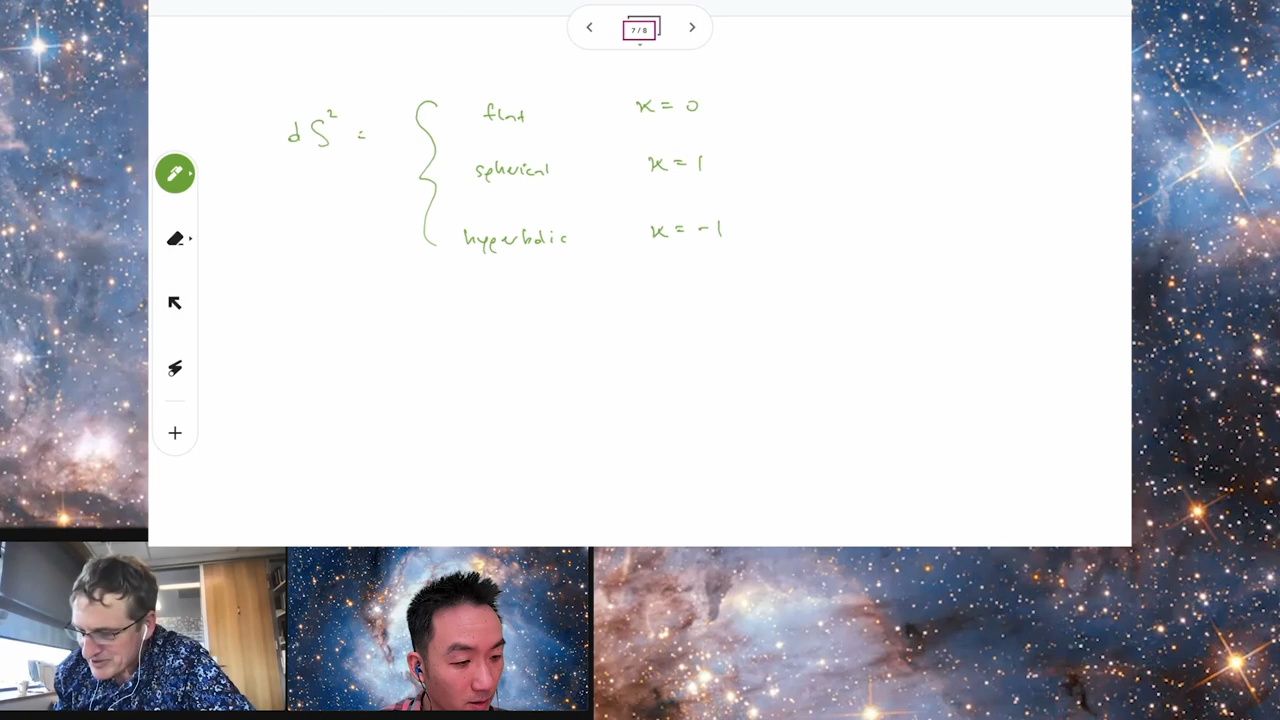 7 / 8
dS² = {
flat κ = 0
spherical κ = 1
hyperbolic κ = -1